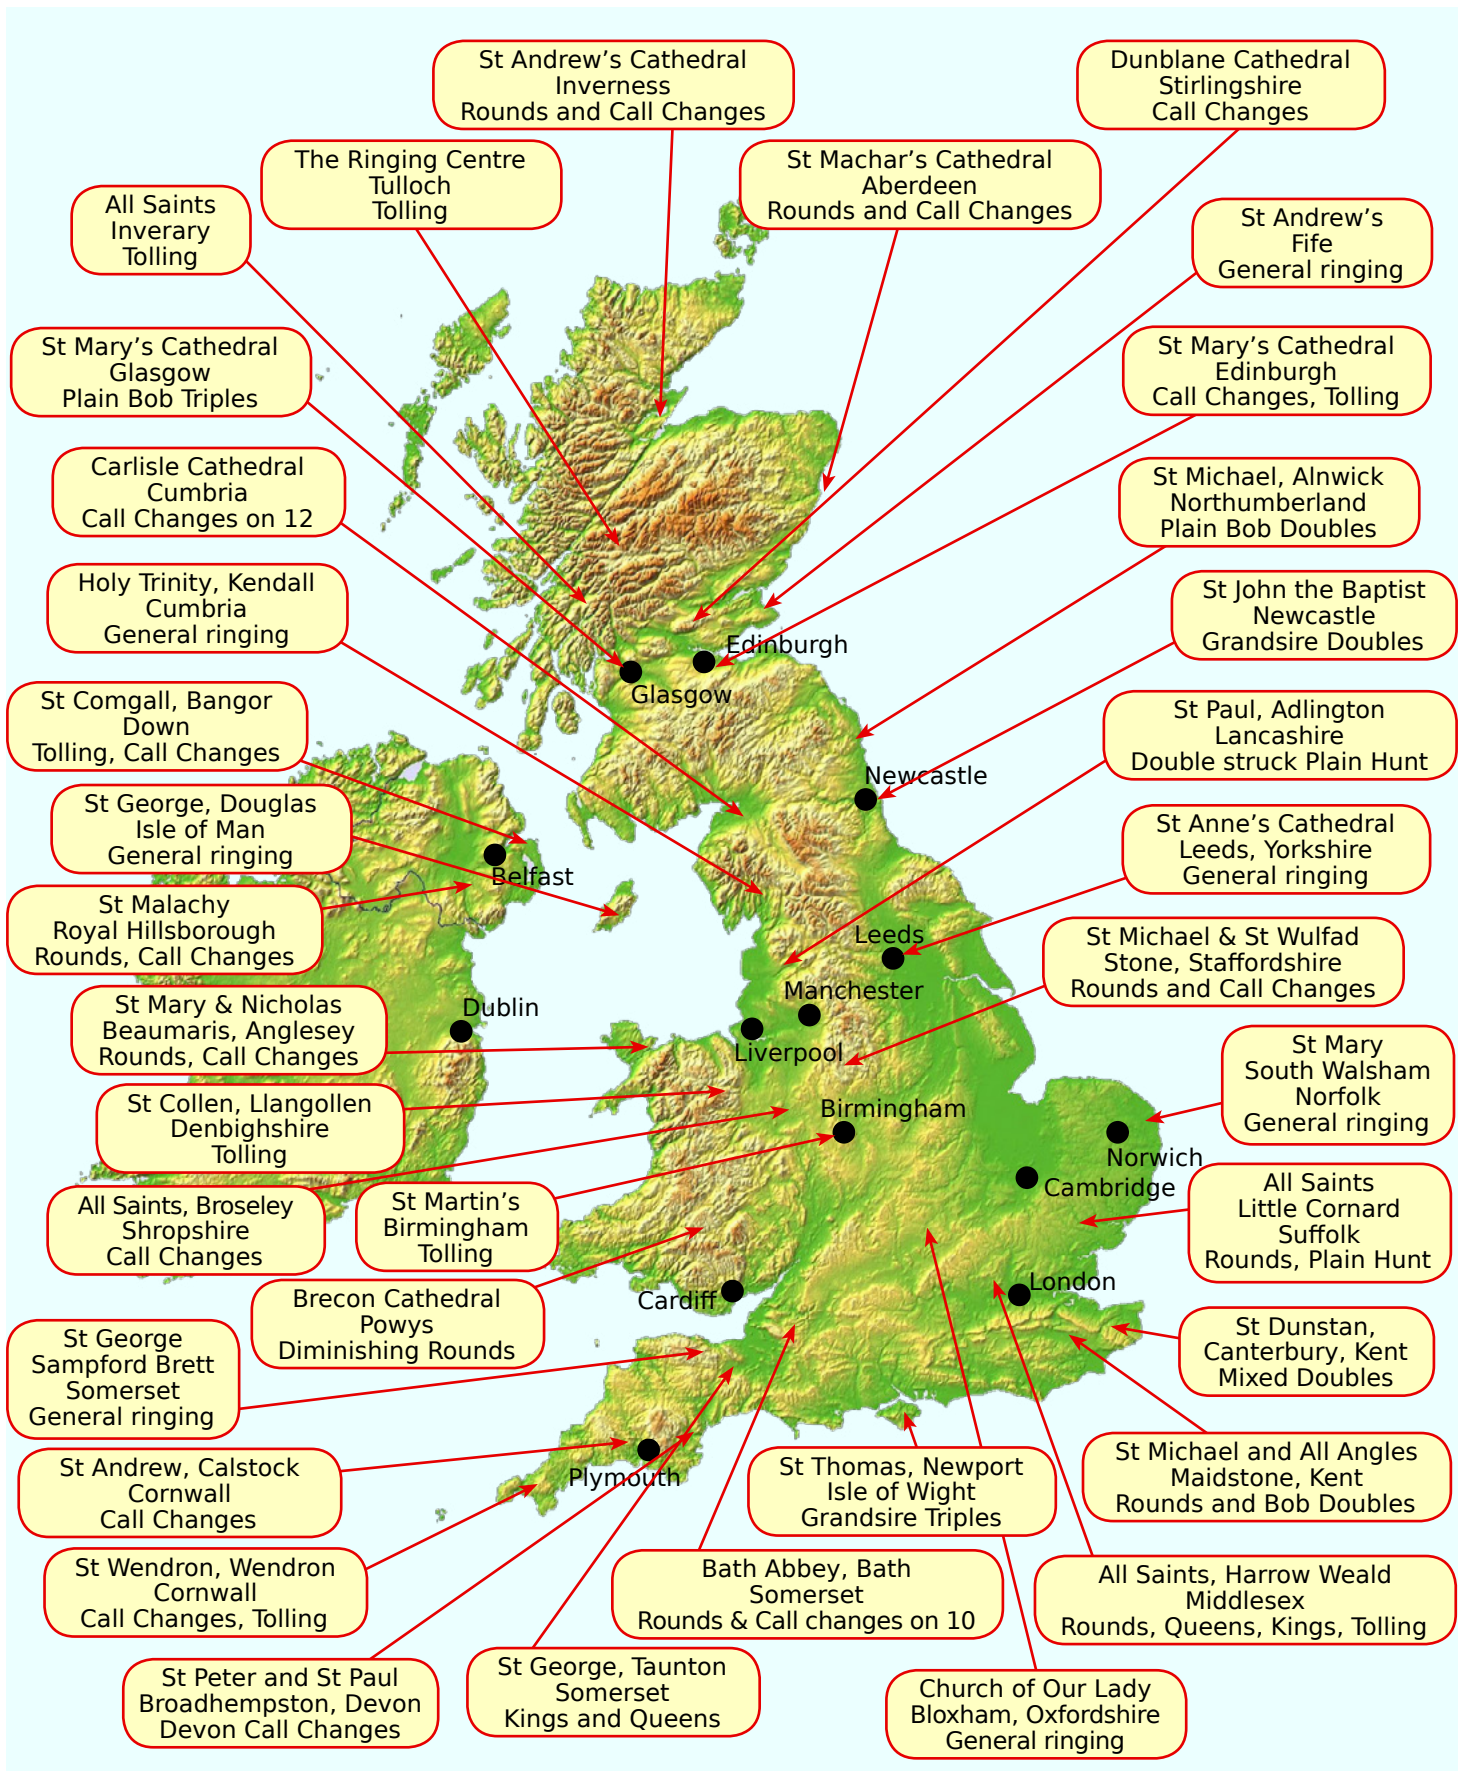 St Andrew’s Cathedral
Inverness
Rounds and Call Changes
Dunblane Cathedral
Stirlingshire
Call Changes
The Ringing Centre
Tulloch
Tolling
St Machar’s Cathedral
Aberdeen
Rounds and Call Changes
All Saints
Inverary
Tolling
St Andrew’s
Fife
General ringing
St Mary’s Cathedral
Glasgow
Plain Bob Triples
St Mary’s Cathedral
Edinburgh
Call Changes, Tolling
Carlisle Cathedral
Cumbria
Call Changes on 12
St Michael, Alnwick
Northumberland
Plain Bob Doubles
Holy Trinity, Kendall
Cumbria
General ringing
St John the Baptist
Newcastle
Grandsire Doubles
Edinburgh
Glasgow
St Comgall, Bangor
Down
Tolling, Call Changes
St Paul, Adlington
Lancashire
Double struck Plain Hunt
Newcastle
St George, Douglas
Isle of Man
General ringing
St Anne’s Cathedral
Leeds, Yorkshire
General ringing
Belfast
St Malachy
Royal Hillsborough
Rounds, Call Changes
Leeds
St Michael & St Wulfad
Stone, Staffordshire
Rounds and Call Changes
Manchester
St Mary & Nicholas
Beaumaris, Anglesey
Rounds, Call Changes
Dublin
Liverpool
St Mary
South Walsham
Norfolk
General ringing
St Collen, Llangollen
Denbighshire
Tolling
Birmingham
Norwich
Cambridge
All Saints, Broseley
Shropshire
Call Changes
St Martin’s
Birmingham
Tolling
All Saints
Little Cornard
Suffolk
Rounds, Plain Hunt
Brecon Cathedral
Powys
Diminishing Rounds
Cardiff
London
St George
Sampford Brett
Somerset
General ringing
St Dunstan,
Canterbury, Kent
Mixed Doubles
St Andrew, Calstock
Cornwall
Call Changes
Plymouth
St Thomas, Newport
Isle of Wight
Grandsire Triples
St Michael and All Angles
Maidstone, Kent
Rounds and Bob Doubles
St Wendron, Wendron
Cornwall
Call Changes, Tolling
Bath Abbey, Bath
Somerset
Rounds & Call changes on 10
All Saints, Harrow Weald
Middlesex
Rounds, Queens, Kings, Tolling
St Peter and St Paul
Broadhempston, Devon
Devon Call Changes
St George, Taunton
Somerset
Kings and Queens
Church of Our Lady
Bloxham, Oxfordshire
General ringing